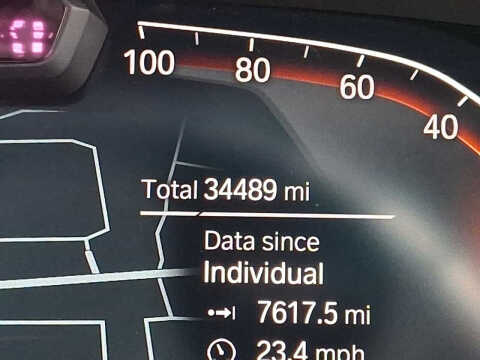 100
80
60
40
Total 34489 mi
Data since
Individual
7617.5 mi
23.4 mph